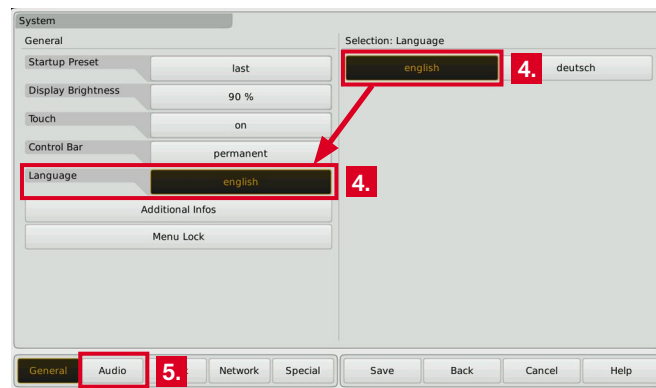 System
General
Startup Preset
last
Display Brightness
90 %
Touch
on
Control Bar
permanent
Language
english
4.
Additional Infos
Menu Lock
Selection: Language
english
4.
deutsch
General
Audio
5.
Network
Special
Save
Back
Cancel
Help